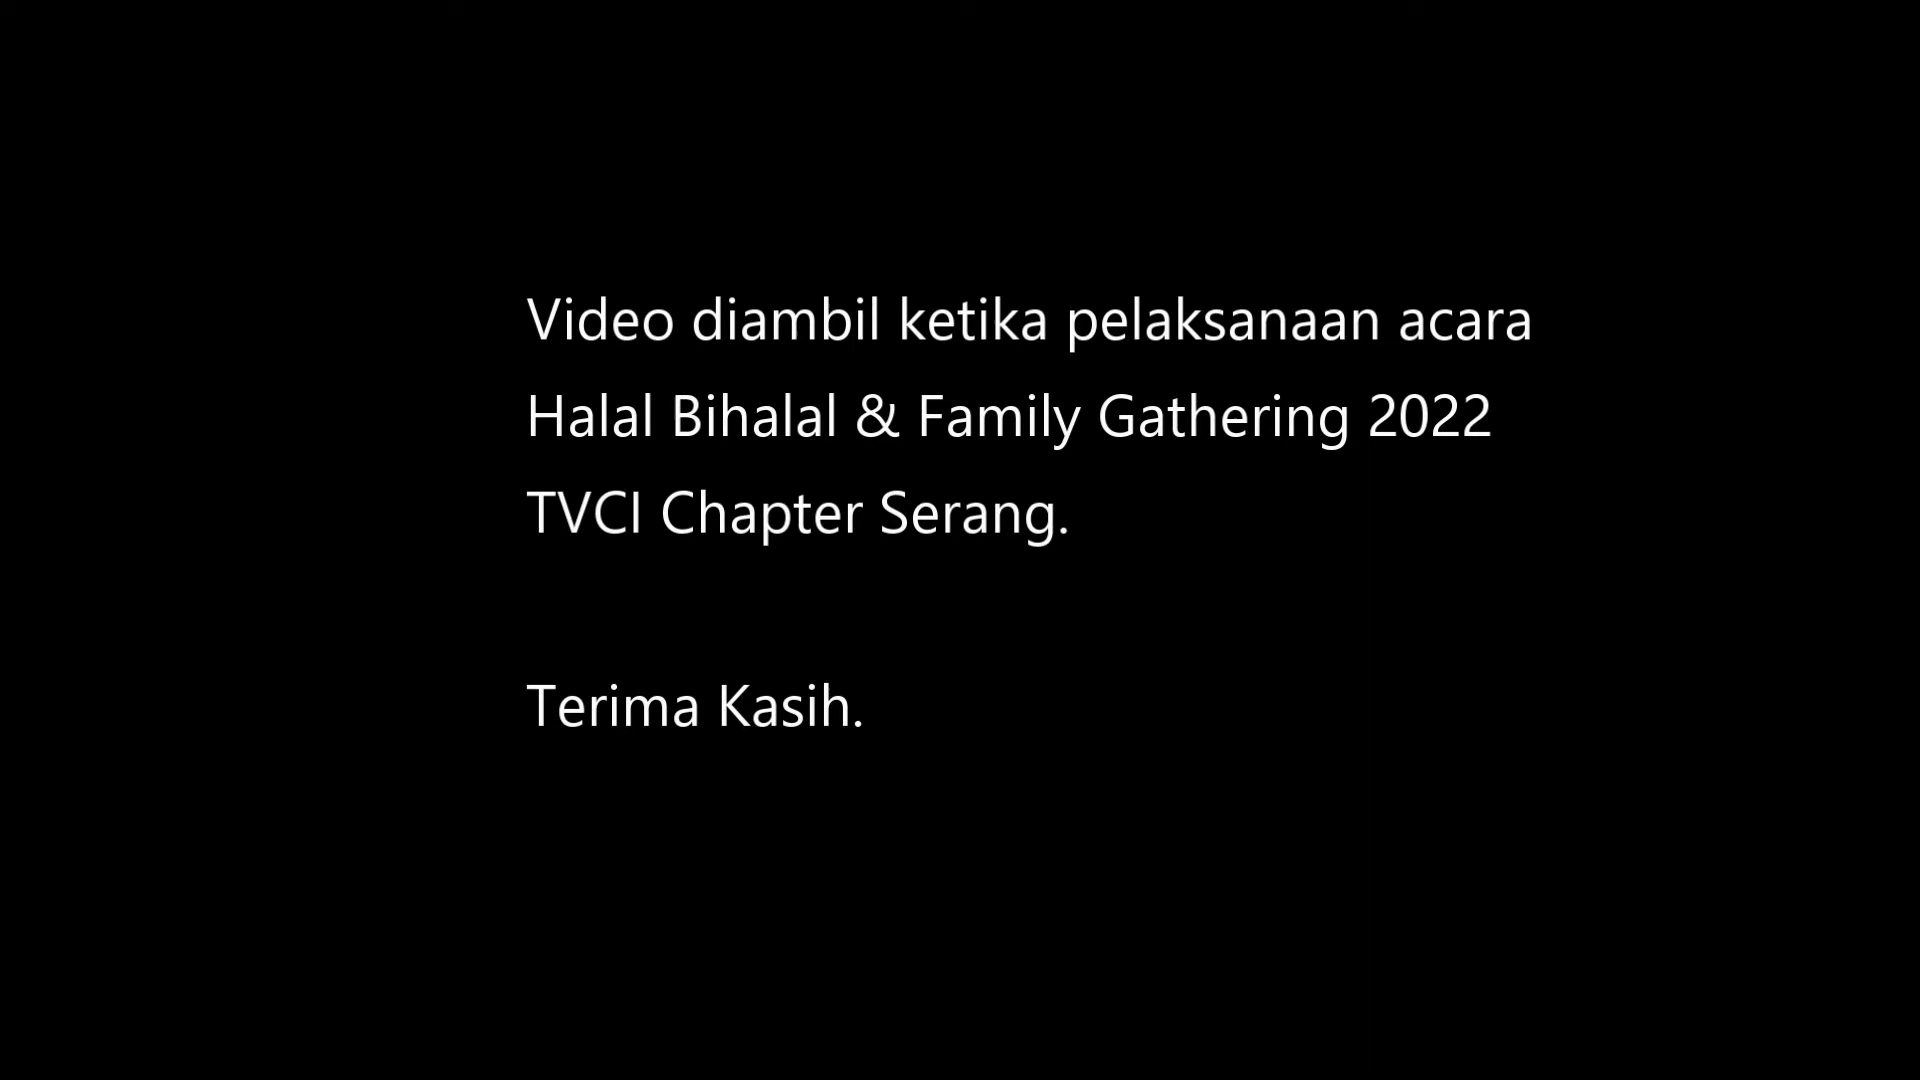 Video diambil ketika pelaksanaan acara
Halal Bihalal & Family Gathering 2022
TVCI Chapter Serang.
Terima Kasih.